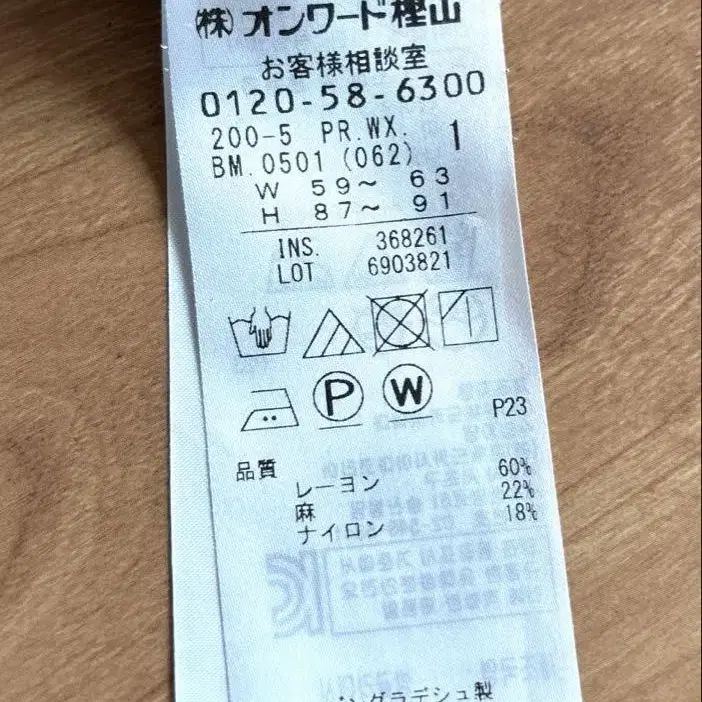 ㈱オンワード樫山
お客様相談室
0120-58-6300
200-5 PR.WX. 1
BM.0501(062)
W 59～ 63
H 87～ 91
INS. 368261
LOT 6903821
P W
P23
品質
レーヨン 60%
麻 22%
ナイロン 18%
ングラデシュ製